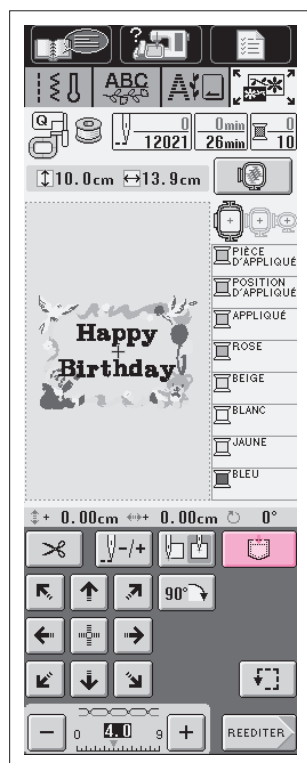 ?
ABC
A
Q
0
12021
0min
26min
0
10
10.0cm 13.9cm
PIÈCE
D'APPLIQUÉ
POSITION
D'APPLIQUÉ
APPLIQUÉ
ROSE
BEIGE
BLANC
JAUNE
BLEU
Happy
Birthday
+ 0.00cm + 0.00cm 0°
-/+
90°
- 0 4.0 9 +
REEDITER